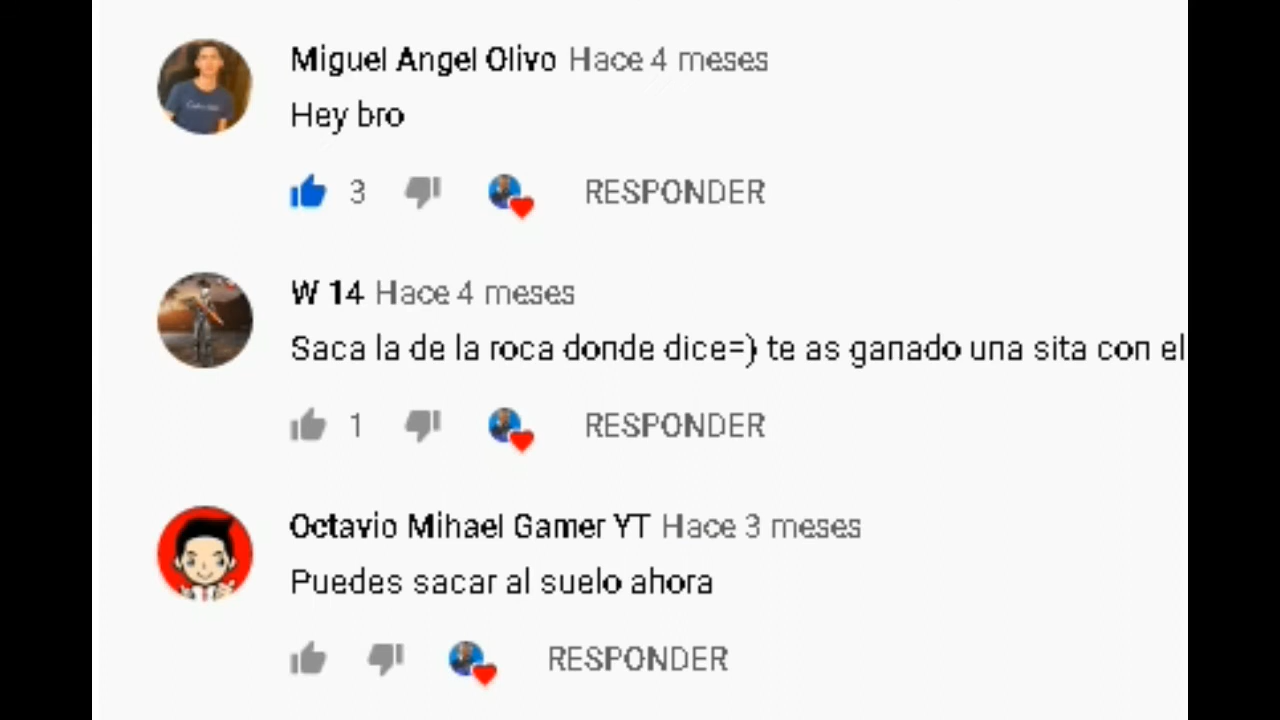 Miguel Angel Olivo Hace 4 meses
Hey bro
3 RESPONDER
W 14 Hace 4 meses
Saca la de la roca donde dice=) te as ganado una sita con el
1 RESPONDER
Octavio Mihael Gamer YT Hace 3 meses
Puedes sacar al suelo ahora
RESPONDER